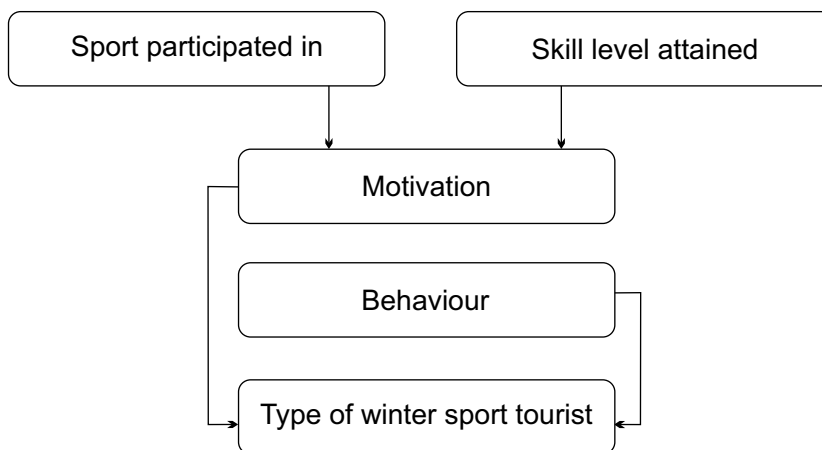 Sport participated in
Skill level attained
Motivation
Behaviour
Type of winter sport tourist